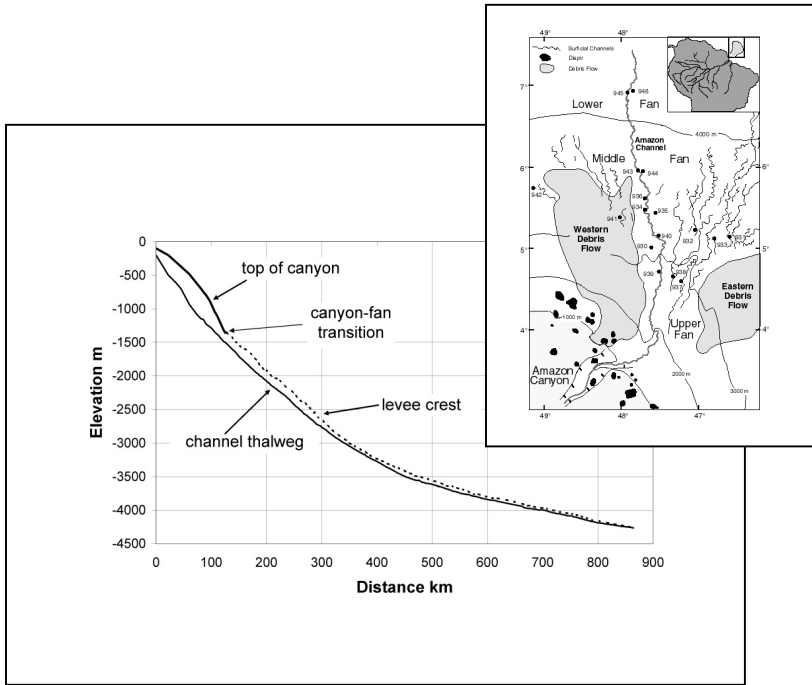 49°
48°
Surficial Channels
Diapir
Debris Flow
7°
945
946
Lower Fan
4000 m
Amazon
Channel
Middle Fan
6°
943
944
942
936
934
935
941
Western
Debris
Flow
940
932
933
931
930
5°
939
938
937
Eastern
Debris
Flow
1000 m
4°
4°
Upper
Fan
Amazon
Canyon
2000 m
3000 m
49°
48°
47°
0
-500
-1000
-1500
-2000
-2500
-3000
-3500
-4000
-4500
Elevation m
top of canyon
canyon-fan
transition
levee crest
channel thalweg
0
100
200
300
400
500
600
700
800
900
Distance km
6°
5°